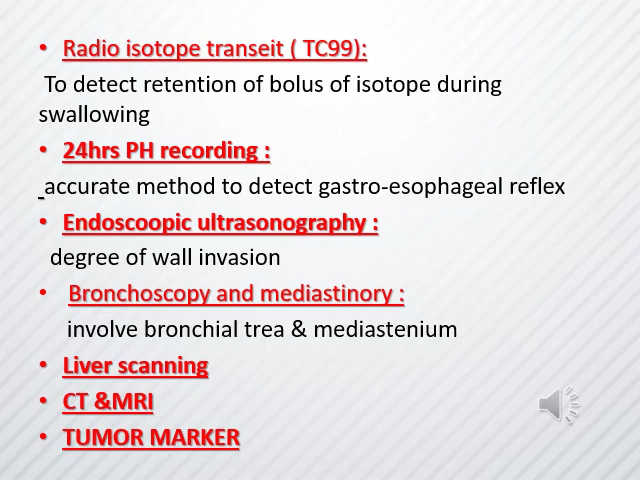 • Radio isotope transeit ( TC99):
To detect retention of bolus of isotope during
swallowing
• 24hrs PH recording :
accurate method to detect gastro-esophageal reflex
• Endoscoopic ultrasonography :
degree of wall invasion
• Bronchoscopy and mediastinory :
involve bronchial trea & mediastenium
• Liver scanning
• CT &MRI
• TUMOR MARKER